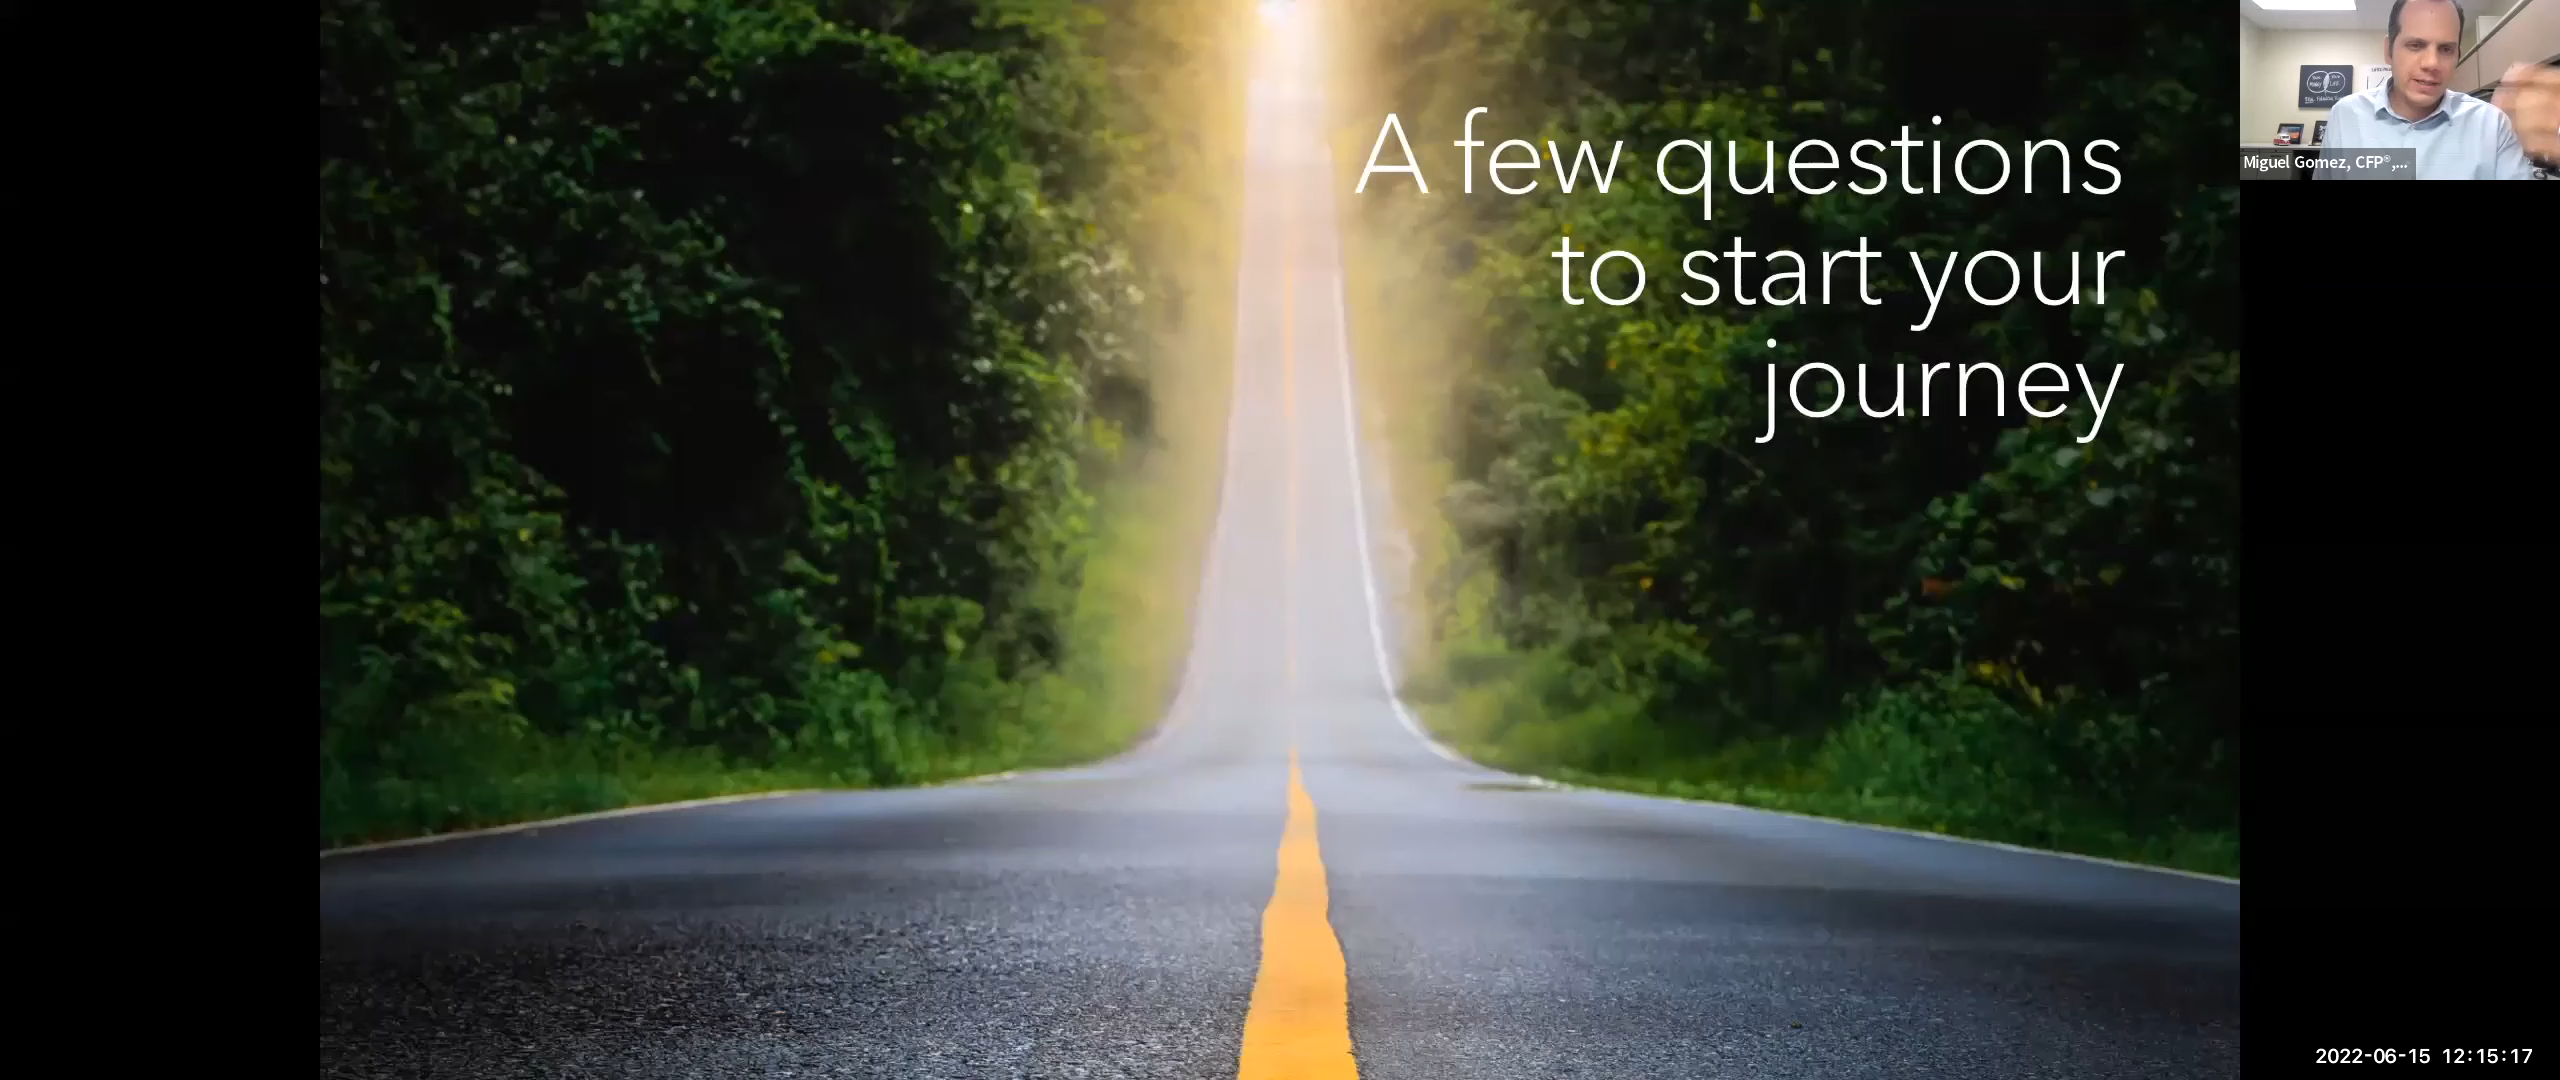 A few questions
to start your
journey
Miguel Gomez, CFP®,...
2022-06-15 12:15:17